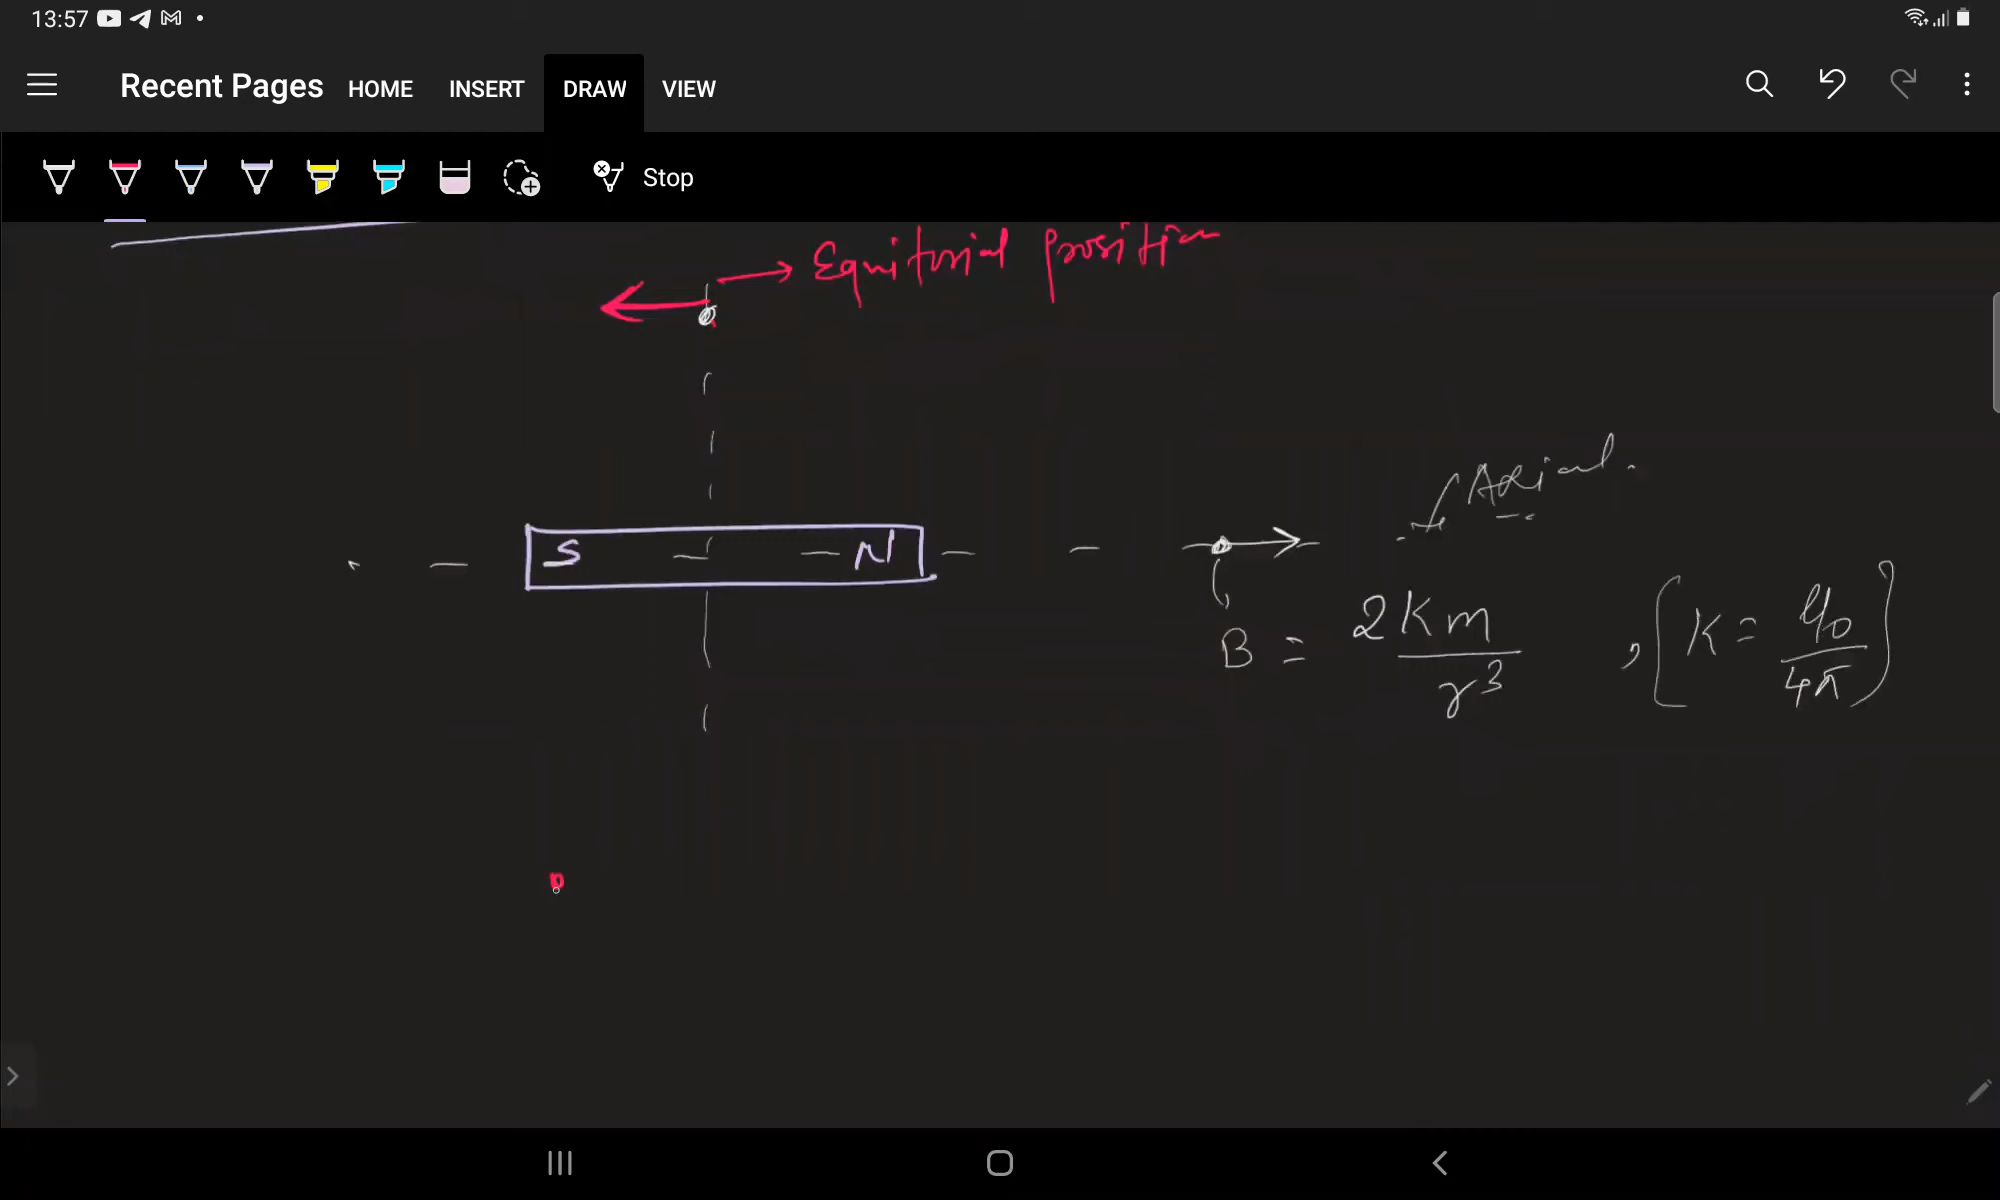 13:57
Recent Pages HOME INSERT DRAW VIEW
Stop
Equitorial position
Axial.
S N
B = 2Km/r³ , [K = μ0/4π]